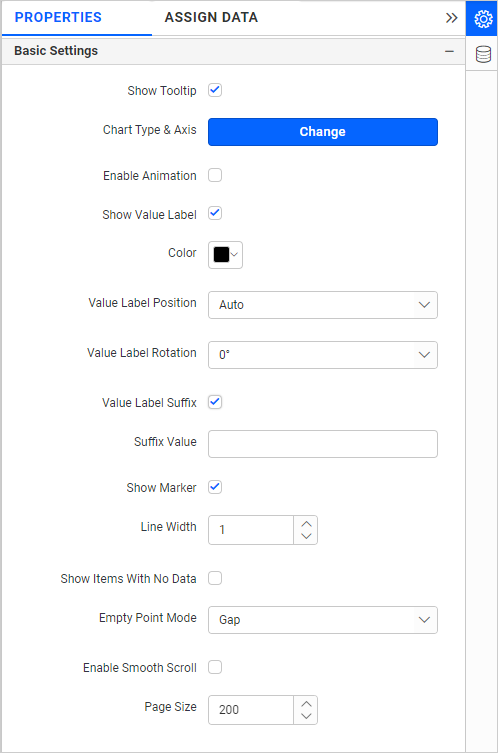 PROPERTIES ASSIGN DATA
Basic Settings
Show Tooltip
Chart Type & Axis Change
Enable Animation
Show Value Label
Color
Value Label Position Auto
Value Label Rotation 0°
Value Label Suffix
Suffix Value
Show Marker
Line Width 1
Show Items With No Data
Empty Point Mode Gap
Enable Smooth Scroll
Page Size 200